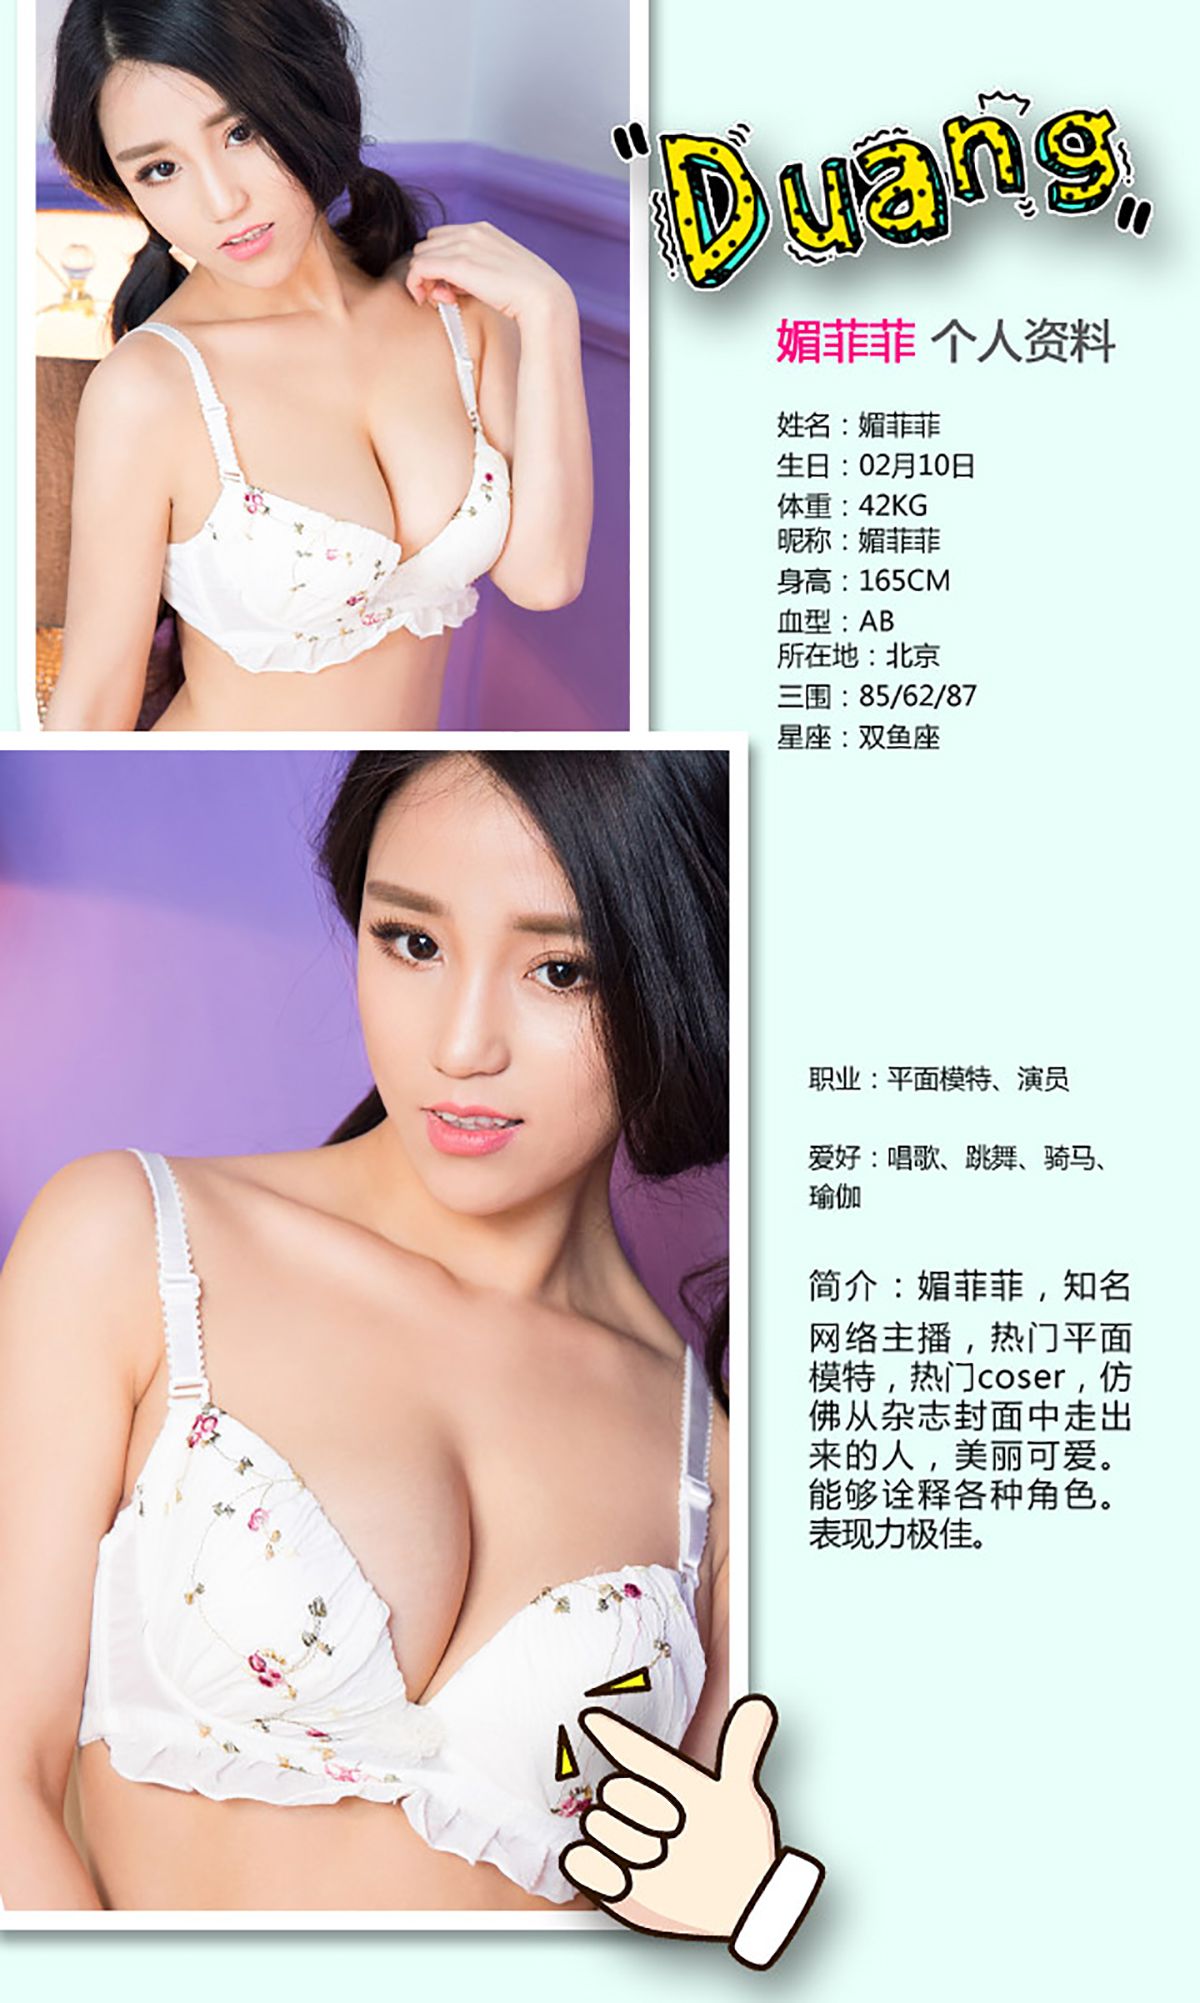 "Duang"
媚菲菲 个人资料
姓名：媚菲菲
生日：02月10日
体重：42KG
昵称：媚菲菲
身高：165CM
血型：AB
所在地：北京
三围：85/62/87
星座：双鱼座
职业：平面模特、演员
爱好：唱歌、跳舞、骑马、
瑜伽
简介：媚菲菲，知名
网络主播，热门平面
模特，热门coser，仿
佛从杂志封面中走出
来的人，美丽可爱。
能够诠释各种角色。
表现力极佳。